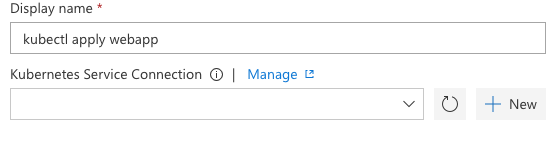 Display name *
kubectl apply webapp
Kubernetes Service Connection | Manage
New